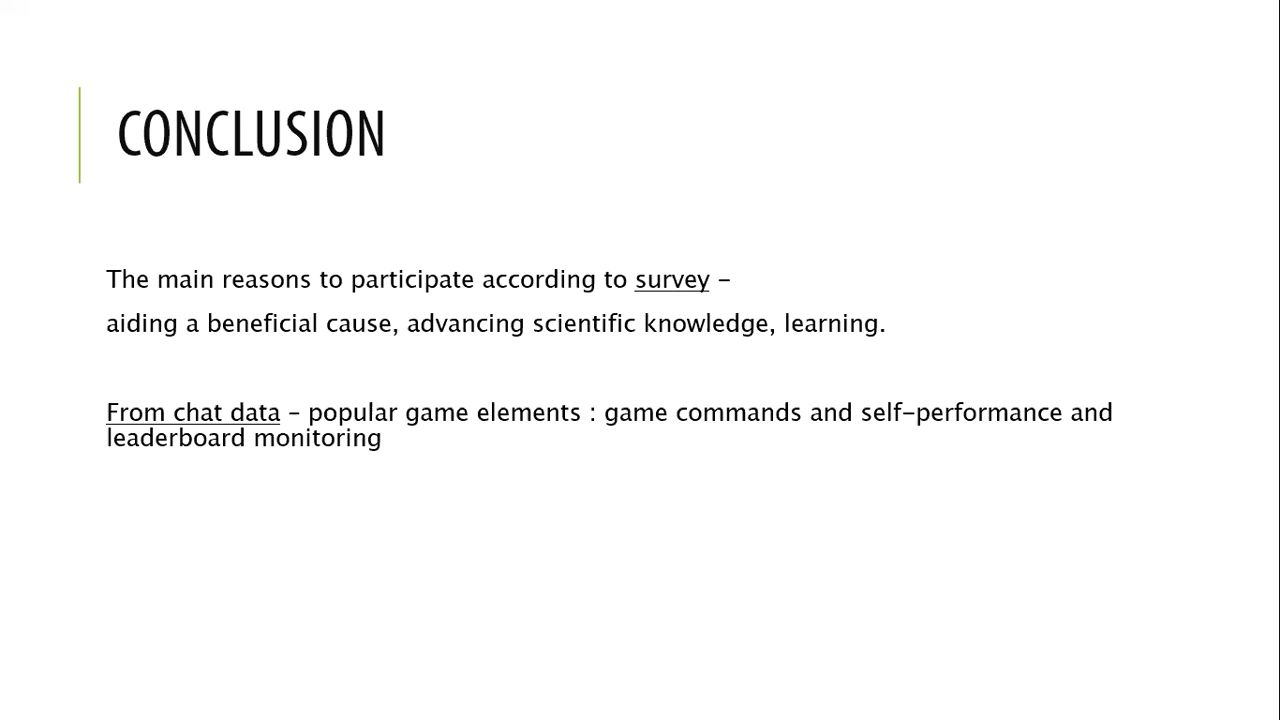 CONCLUSION
The main reasons to participate according to survey –
aiding a beneficial cause, advancing scientific knowledge, learning.
From chat data – popular game elements : game commands and self-performance and
leaderboard monitoring